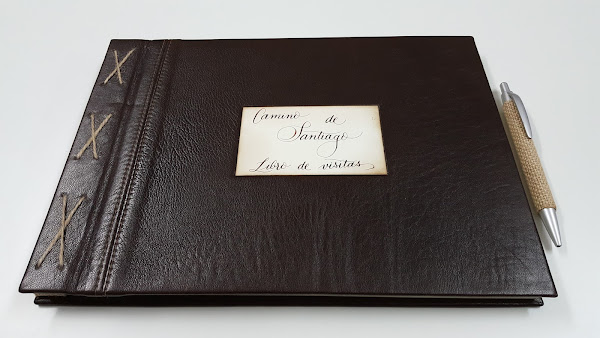 Camino de
Santiago
Libro de visitas